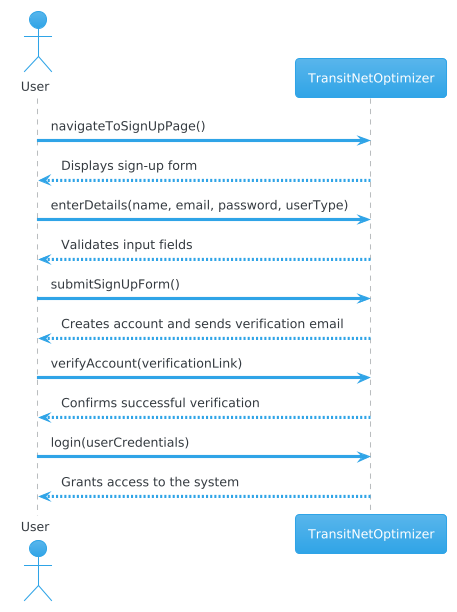 User
TransitNetOptimizer
navigateToSignUpPage()
Displays sign-up form
enterDetails(name, email, password, userType)
Validates input fields
submitSignUpForm()
Creates account and sends verification email
verifyAccount(verificationLink)
Confirms successful verification
login(userCredentials)
Grants access to the system
User
TransitNetOptimizer